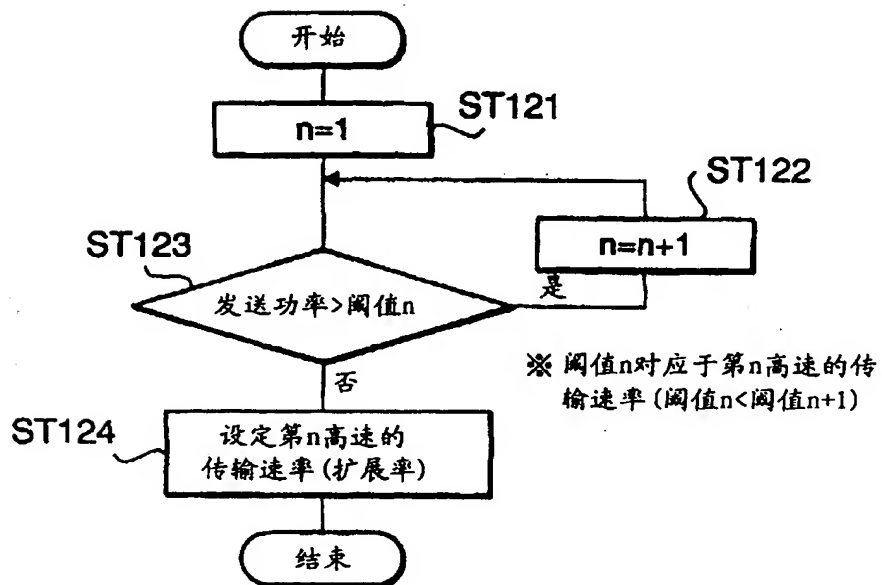 开始
n=1
ST121
ST122
n=n+1
ST123
发送功率>阈值n
是
※ 阈值n对应于第n高速的传
输速率(阈值n<阈值n+1)
否
ST124
设定第n高速的
传输速率(扩展率)
结束